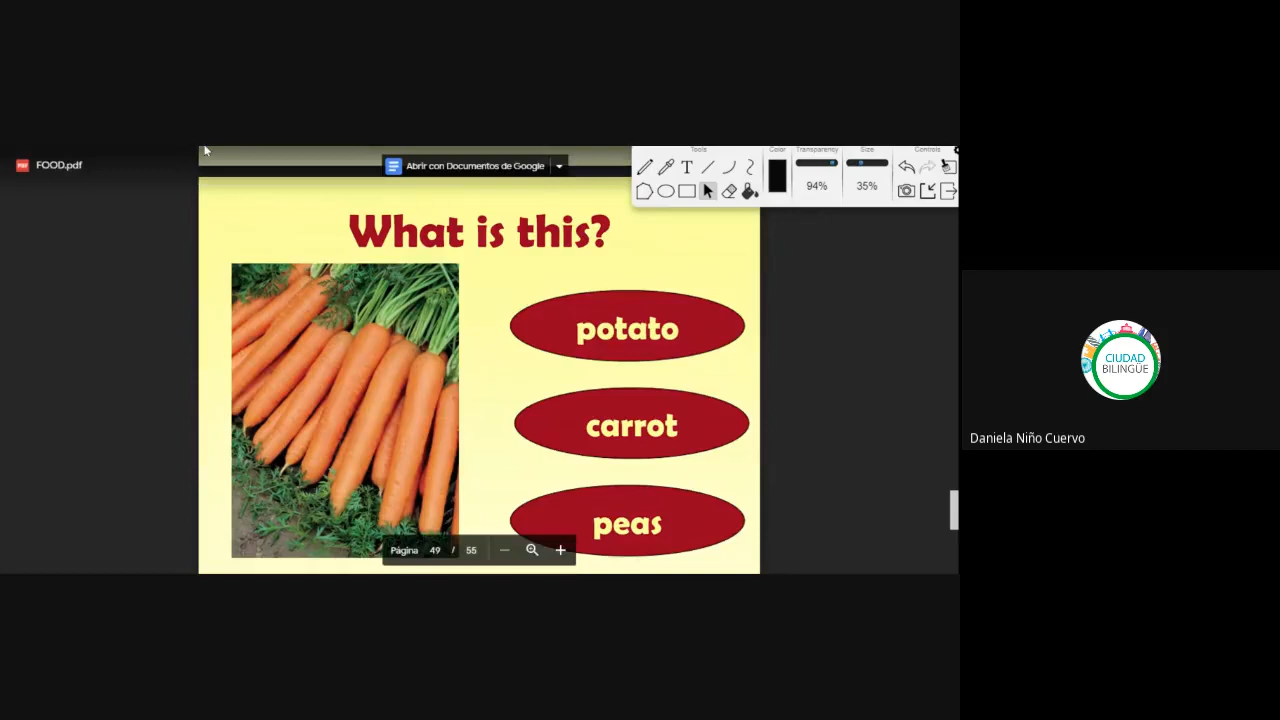 FOOD.pdf
Abrir con Documentos de Google
Tools
Color
Transparency
Size
Controls
T
94%
35%
What is this?
potato
carrot
peas
Página 49 / 55
CIUDAD
BILINGÜE
Daniela Niño Cuervo